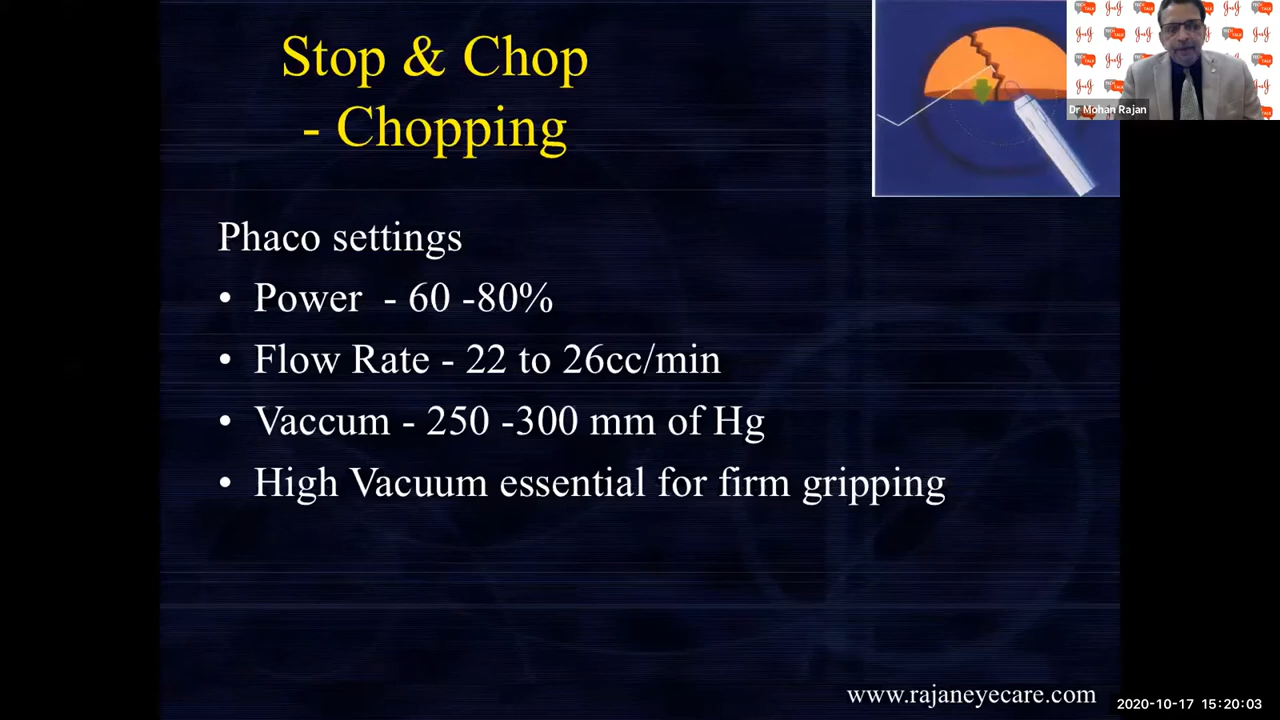 Stop & Chop
- Chopping
Dr Mohan Rajan
Phaco settings
• Power - 60 -80%
• Flow Rate - 22 to 26cc/min
• Vaccum - 250 -300 mm of Hg
• High Vacuum essential for firm gripping
www.rajaneyecare.com
2020-10-17 15:20:03